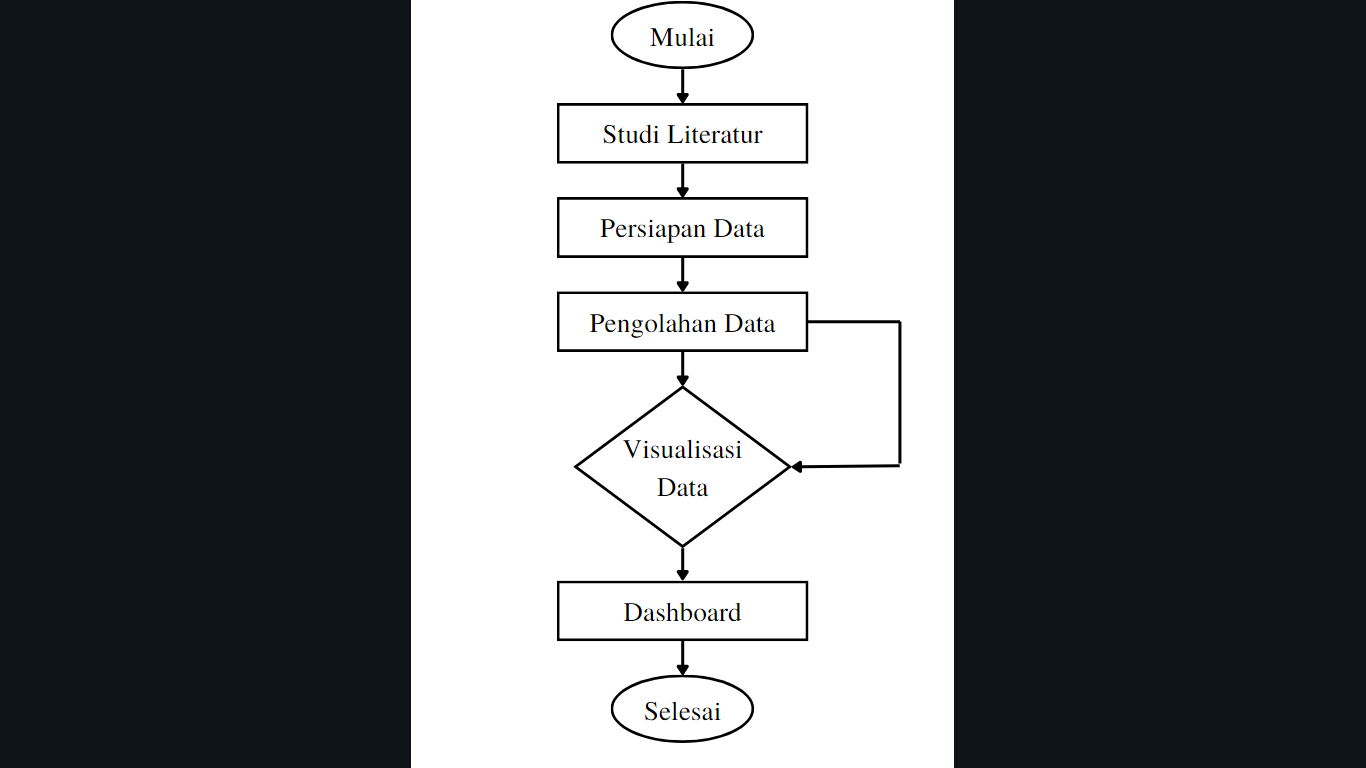 Mulai
Studi Literatur
Persiapan Data
Pengolahan Data
Visualisasi
Data
Dashboard
Selesai